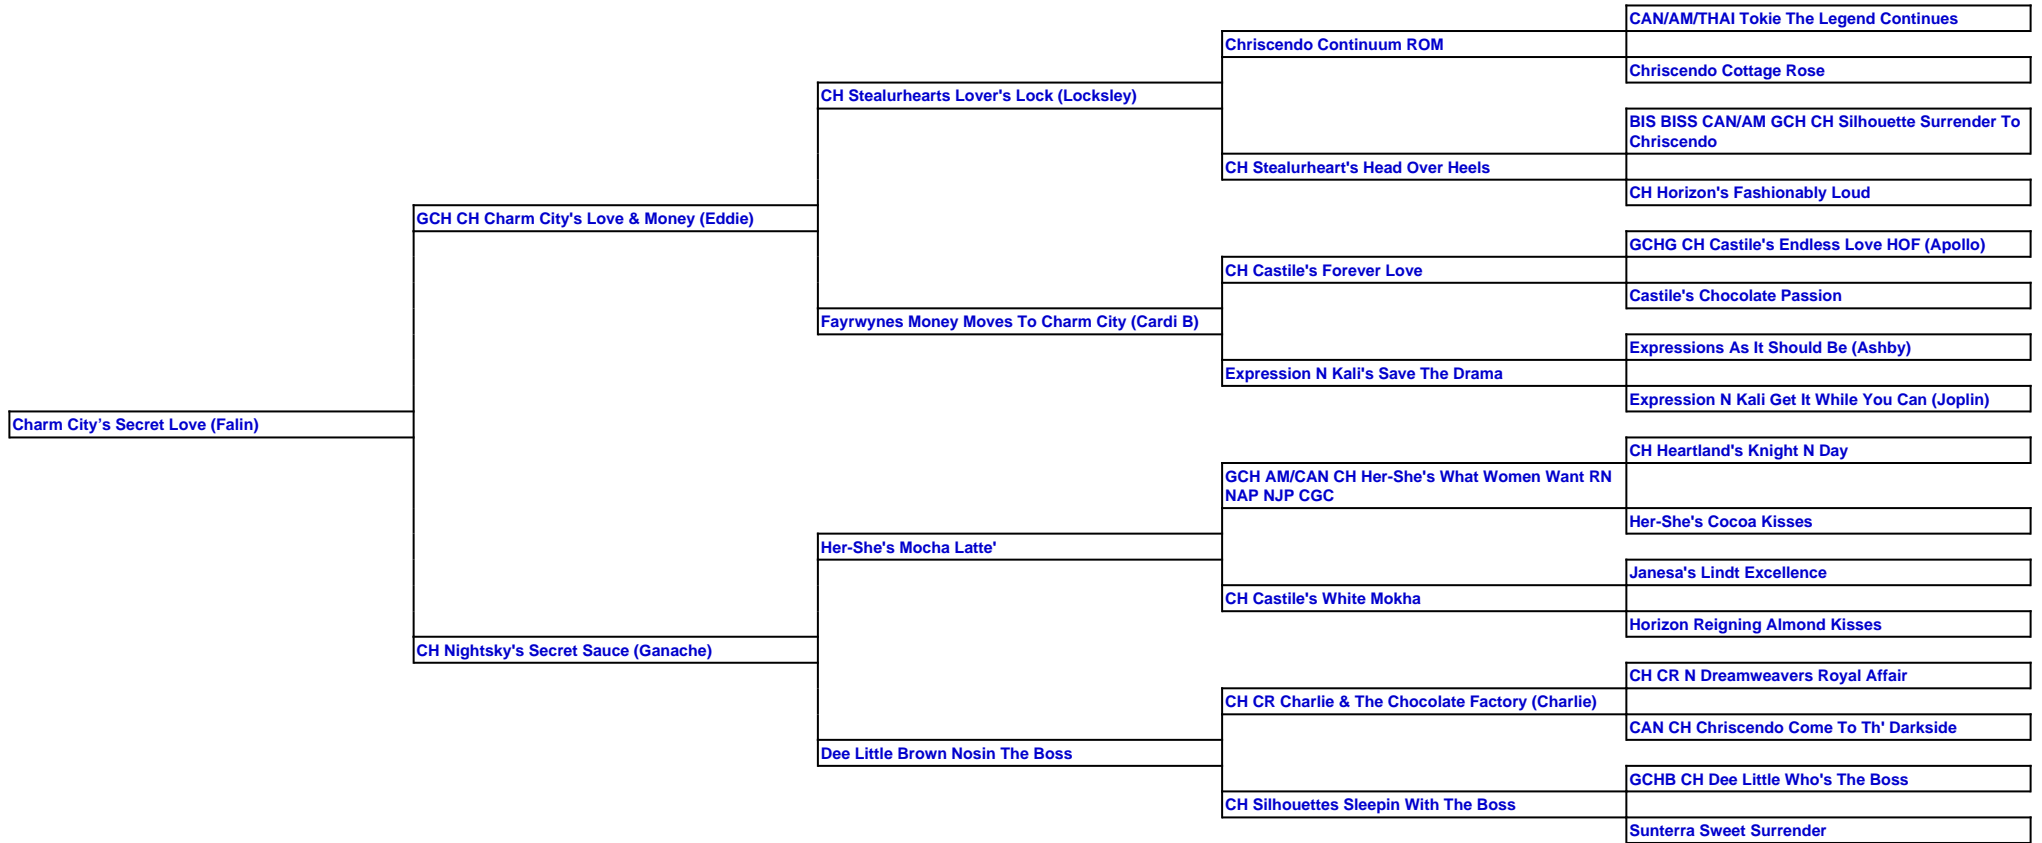 CAN/AM/THAI Tokie The Legend Continues
Chriscendo Continuum ROM
Chriscendo Cottage Rose
CH Stealurhearts Lover's Lock (Locksley)
BIS BISS CAN/AM GCH CH Silhouette Surrender To
Chriscendo
CH Stealurheart's Head Over Heels
CH Horizon's Fashionably Loud
GCH CH Charm City's Love & Money (Eddie)
GCHG CH Castile's Endless Love HOF (Apollo)
CH Castile's Forever Love
Castile's Chocolate Passion
Fayrwynes Money Moves To Charm City (Cardi B)
Expressions As It Should Be (Ashby)
Expression N Kali's Save The Drama
Expression N Kali Get It While You Can (Joplin)
Charm City’s Secret Love (Falin)
CH Heartland's Knight N Day
GCH AM/CAN CH Her-She's What Women Want RN
NAP NJP CGC
Her-She's Cocoa Kisses
Her-She's Mocha Latte'
Janesa's Lindt Excellence
CH Castile's White Mokha
Horizon Reigning Almond Kisses
CH Nightsky's Secret Sauce (Ganache)
CH CR N Dreamweavers Royal Affair
CH CR Charlie & The Chocolate Factory (Charlie)
CAN CH Chriscendo Come To Th' Darkside
Dee Little Brown Nosin The Boss
GCHB CH Dee Little Who's The Boss
CH Silhouettes Sleepin With The Boss
Sunterra Sweet Surrender